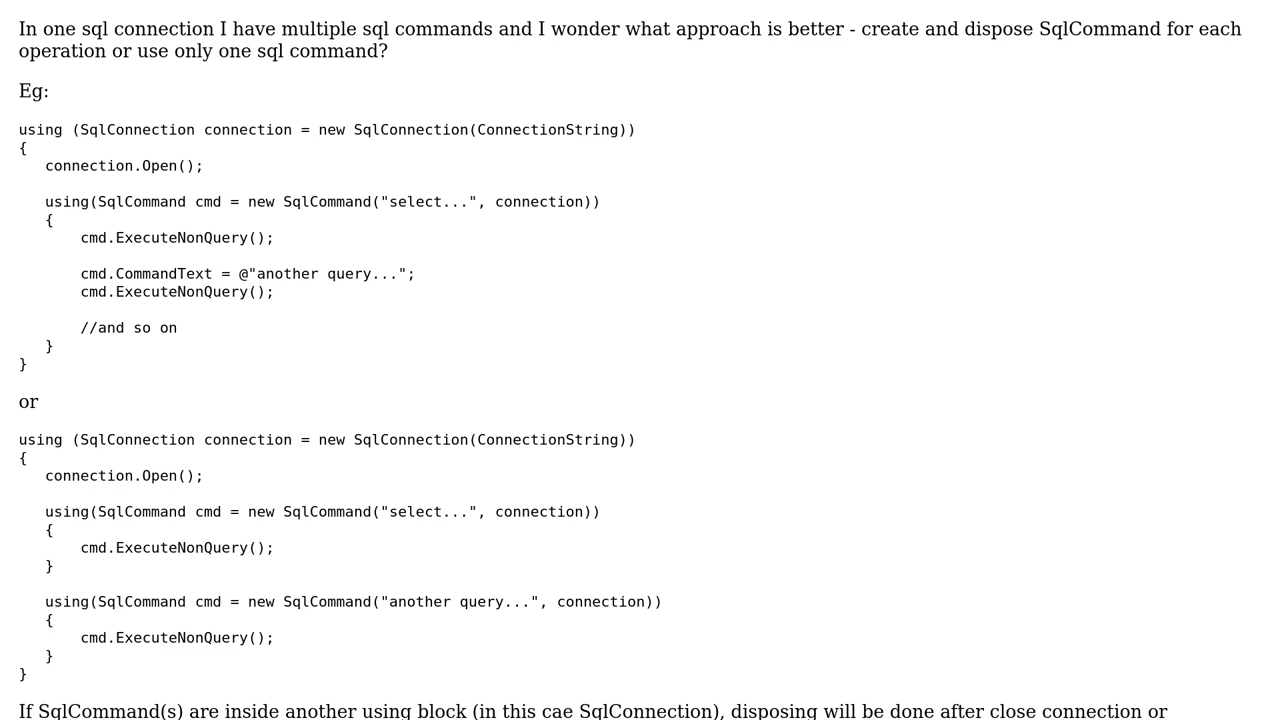 In one sql connection I have multiple sql commands and I wonder what approach is better - create and dispose SqlCommand for each
operation or use only one sql command?
Eg:
using (SqlConnection connection = new SqlConnection(ConnectionString))
{
   connection.Open();
   using(SqlCommand cmd = new SqlCommand("select...", connection))
   {
       cmd.ExecuteNonQuery();
       cmd.CommandText = @"another query...";
       cmd.ExecuteNonQuery();
       //and so on
   }
}
or
using (SqlConnection connection = new SqlConnection(ConnectionString))
{
   connection.Open();
   using(SqlCommand cmd = new SqlCommand("select...", connection))
   {
       cmd.ExecuteNonQuery();
   }
   using(SqlCommand cmd = new SqlCommand("another query...", connection))
   {
       cmd.ExecuteNonQuery();
   }
}
If SqlCommand(s) are inside another using block (in this cae SqlConnection), disposing will be done after close connection or